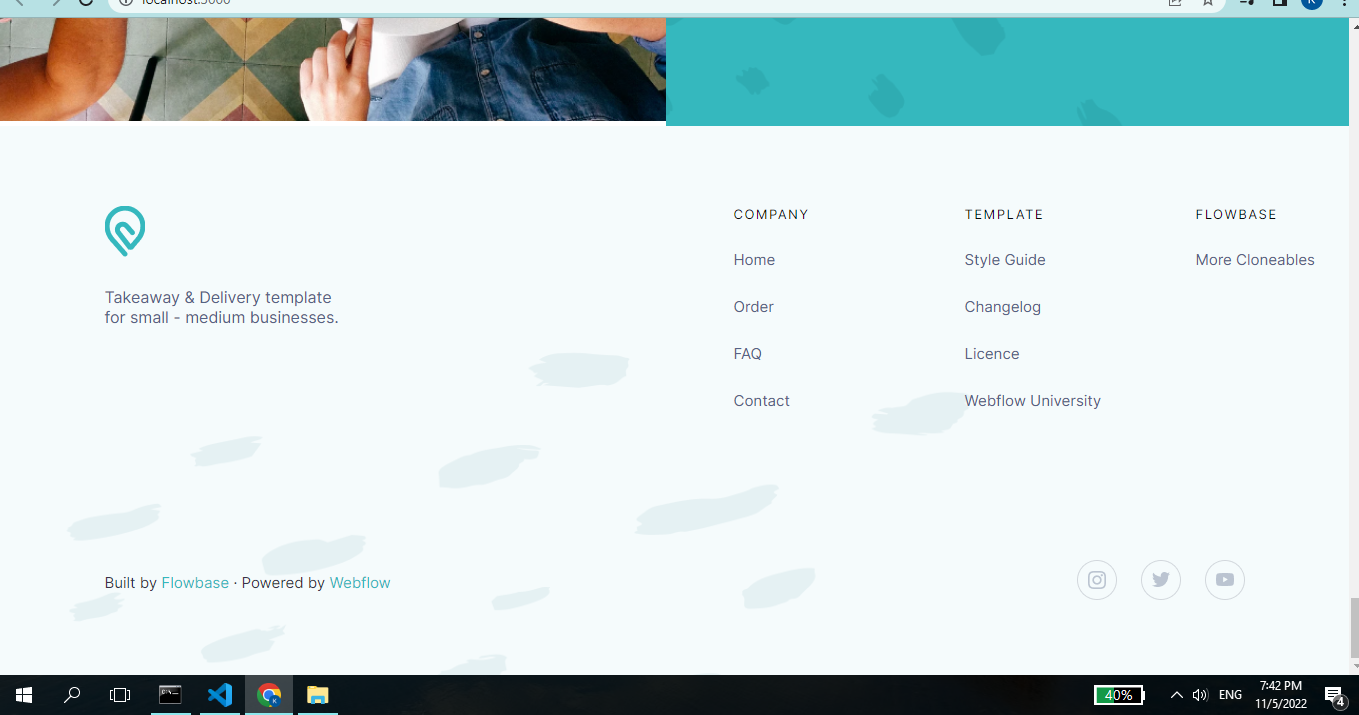 localhost:3000
COMPANY
Home
Order
FAQ
Contact
TEMPLATE
Style Guide
Changelog
Licence
Webflow University
FLOWBASE
More Cloneables
Takeaway & Delivery template
for small - medium businesses.
Built by Flowbase · Powered by Webflow
40%
ENG
7:42 PM
11/5/2022
4
K